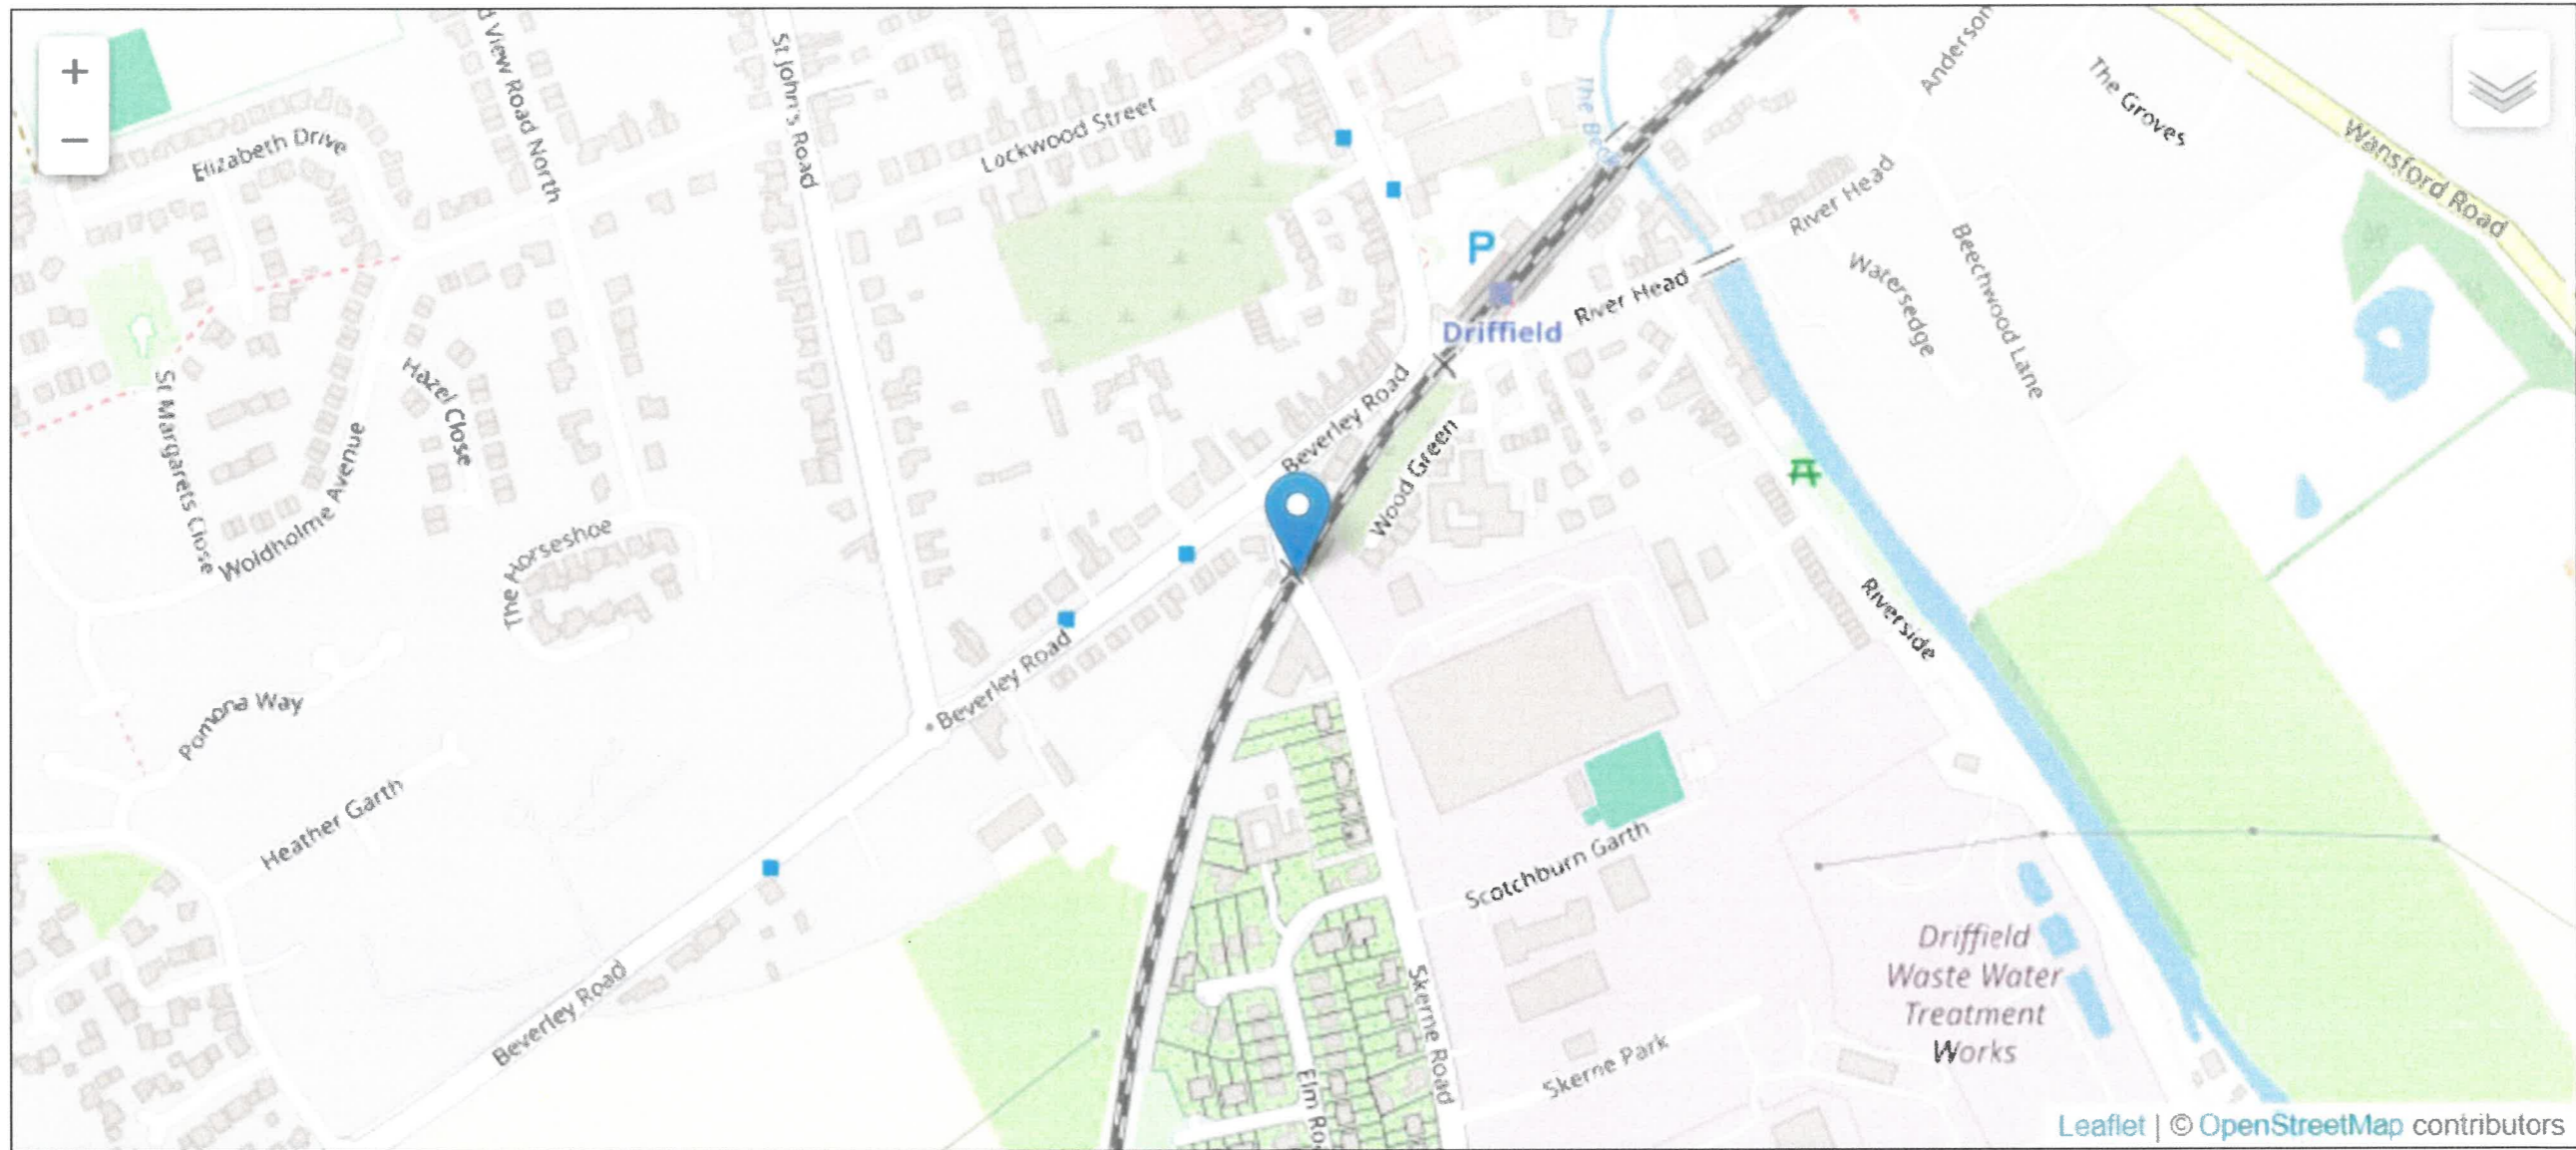 +
−
d View Road North
St John's Road
Lockwood Street
Elizabeth Drive
The Beck
Anderson
The Groves
Wansford Road
River Head
P
River Head
Driffield
Watersedge
Beechwood Lane
St Margarets Close
Hazel Close
Woldholme Avenue
Beverley Road
Wood Green
The Horseshoe
Riverside
Beverley Road
Pomona Way
Heather Garth
Scotchburn Garth
Beverley Road
Skerne Road
Driffield
Waste Water
Treatment
Works
Skerne Park
Elm Ro
Leaflet | © OpenStreetMap contributors